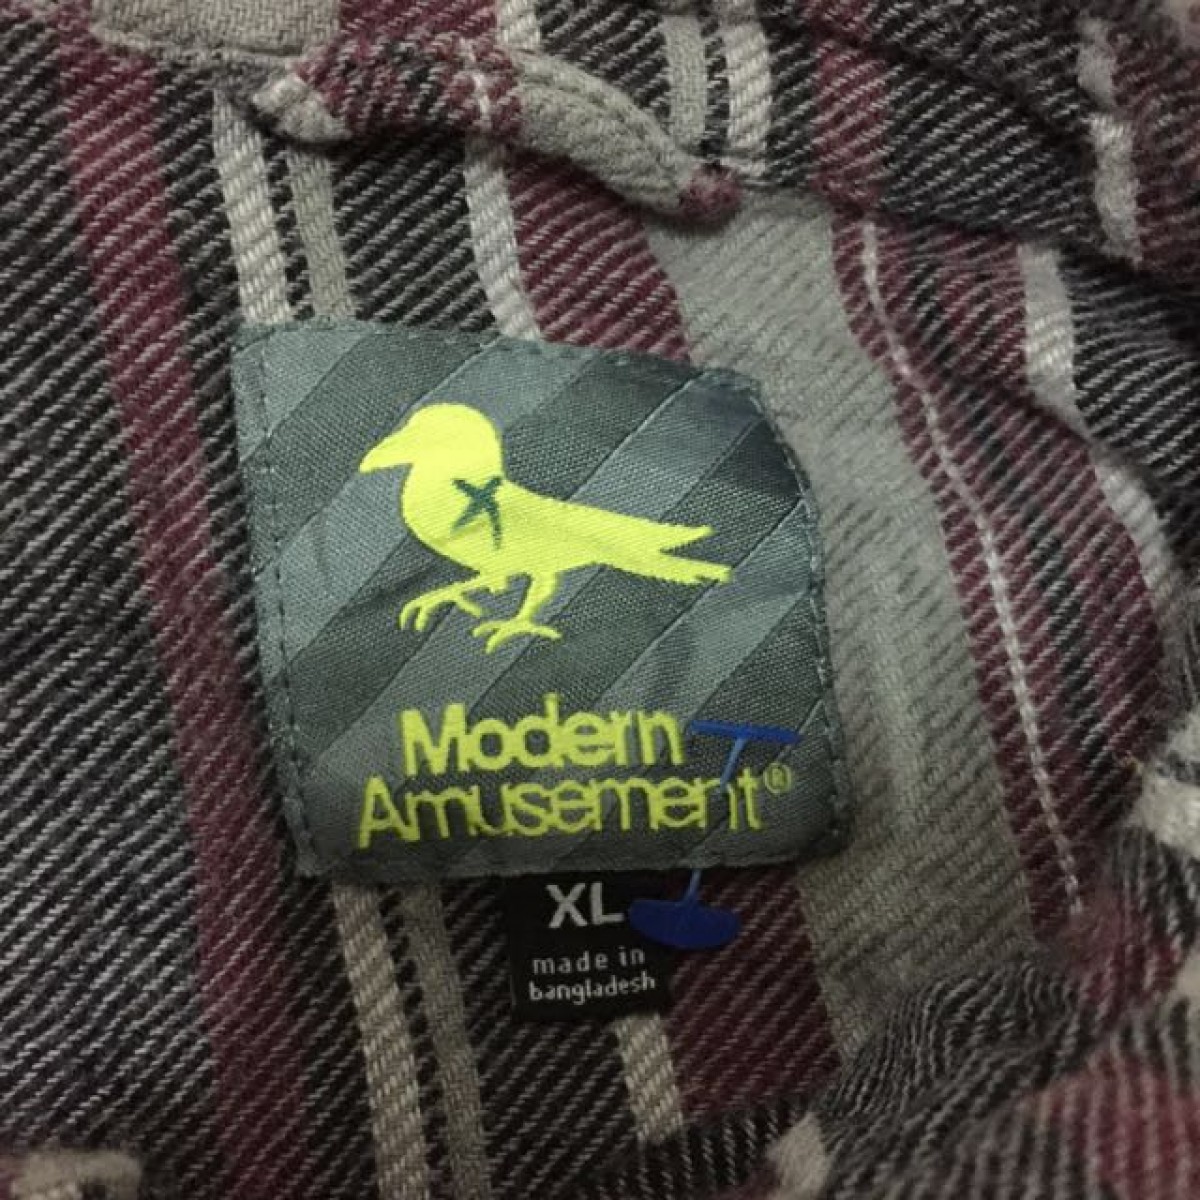 Modern
Amusement®
XL
made in
bangladesh